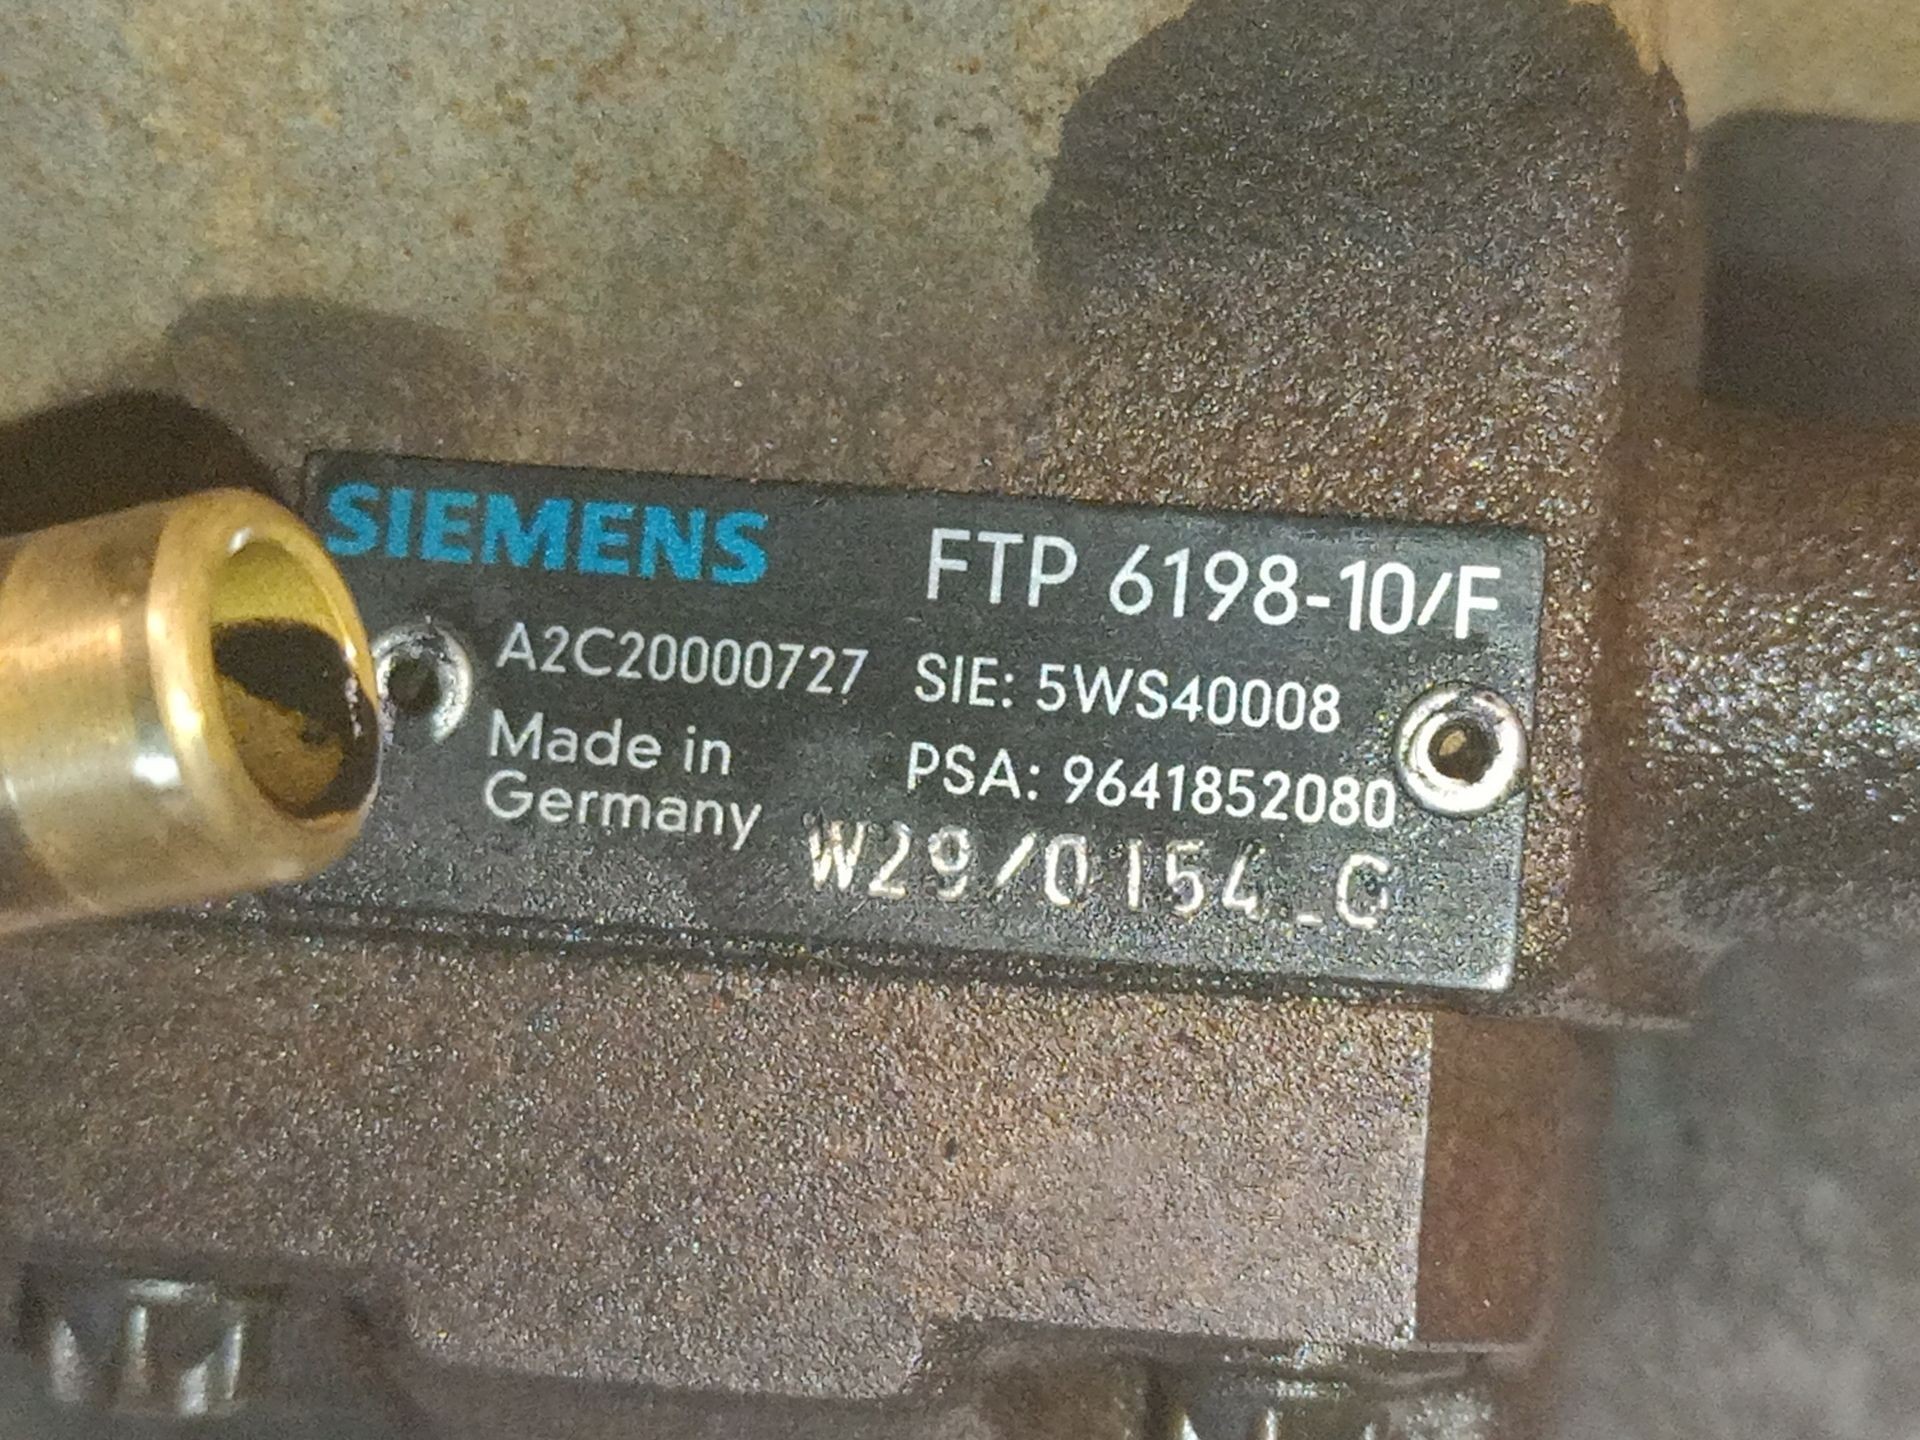 SIEMENS
FTP 6198-10/F
A2C20000727
SIE: 5WS40008
Made in
Germany
PSA: 9641852080
W29/0154_C